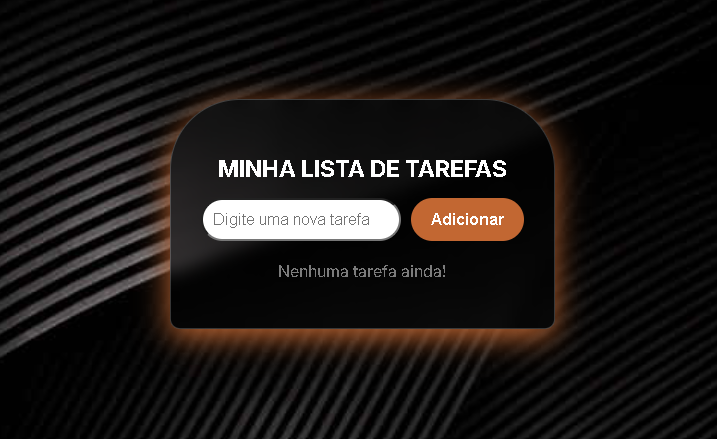 MINHA LISTA DE TAREFAS
Digite uma nova tarefa
Adicionar
Nenhuma tarefa ainda!